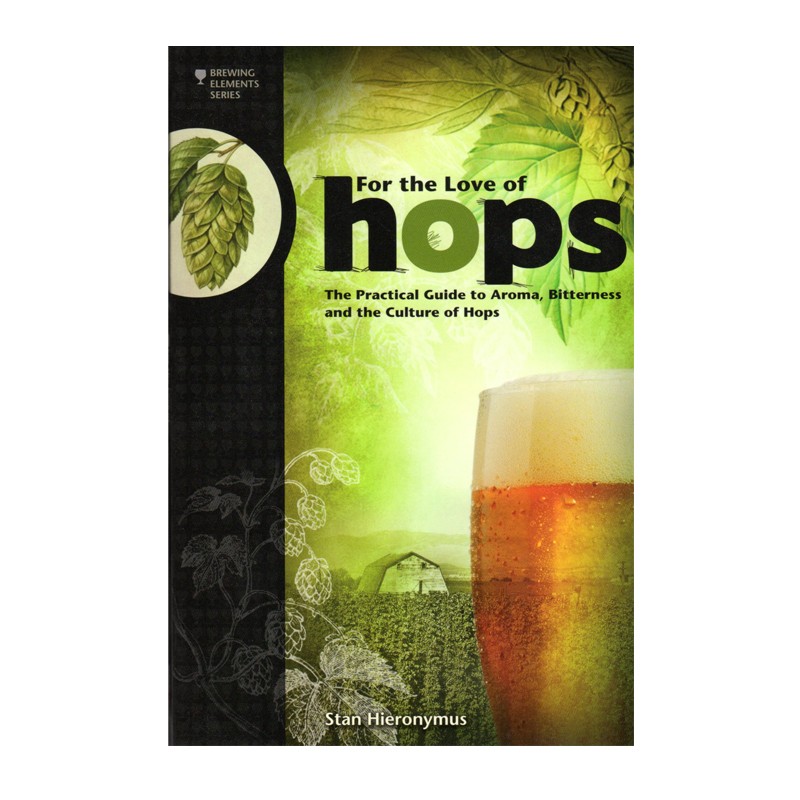 BREWING
ELEMENTS
SERIES
For the Love of
hops
The Practical Guide to Aroma, Bitterness
and the Culture of Hops
Stan Hieronymus